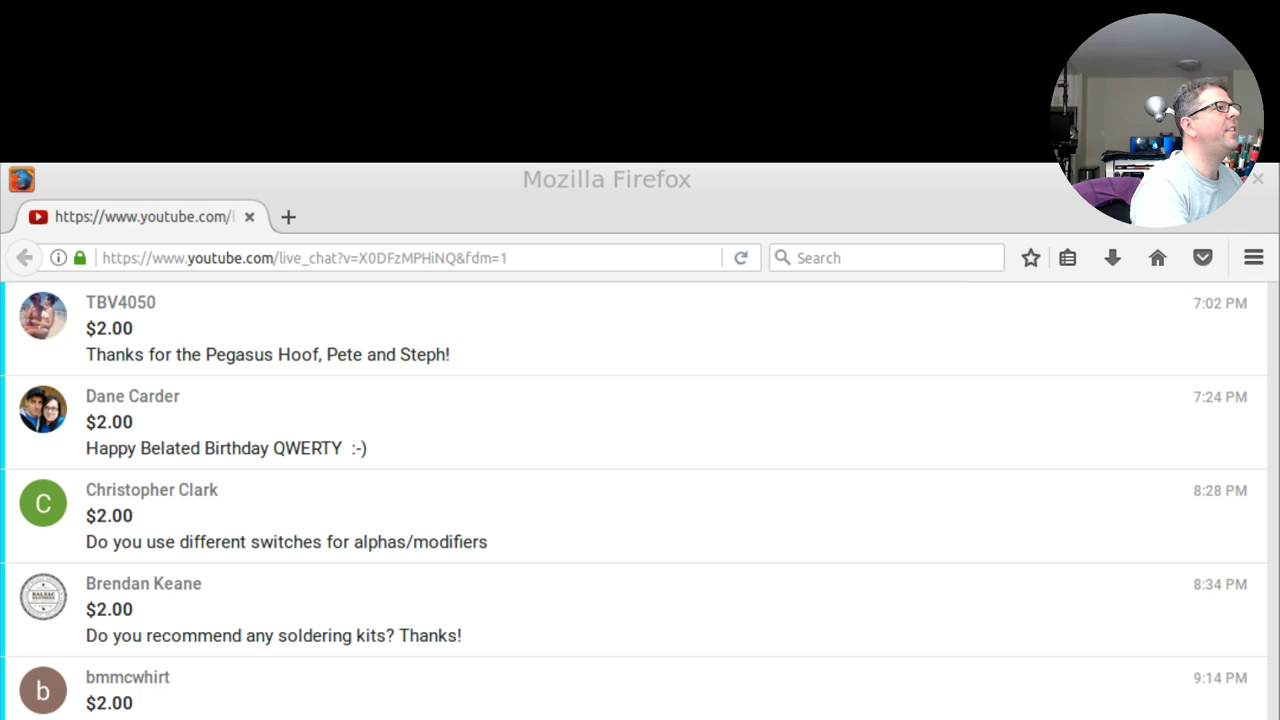 Mozilla Firefox
https://www.youtube.com/l
https://www.youtube.com/live_chat?v=X0DFzMPHiNQ&fdm=1
Search
TBV4050
7:02 PM
$2.00
Thanks for the Pegasus Hoof, Pete and Steph!
Dane Carder
7:24 PM
$2.00
Happy Belated Birthday QWERTY :-)
C
Christopher Clark
8:28 PM
$2.00
Do you use different switches for alphas/modifiers
Brendan Keane
8:34 PM
$2.00
Do you recommend any soldering kits? Thanks!
b
bmmcwhirt
9:14 PM
$2.00